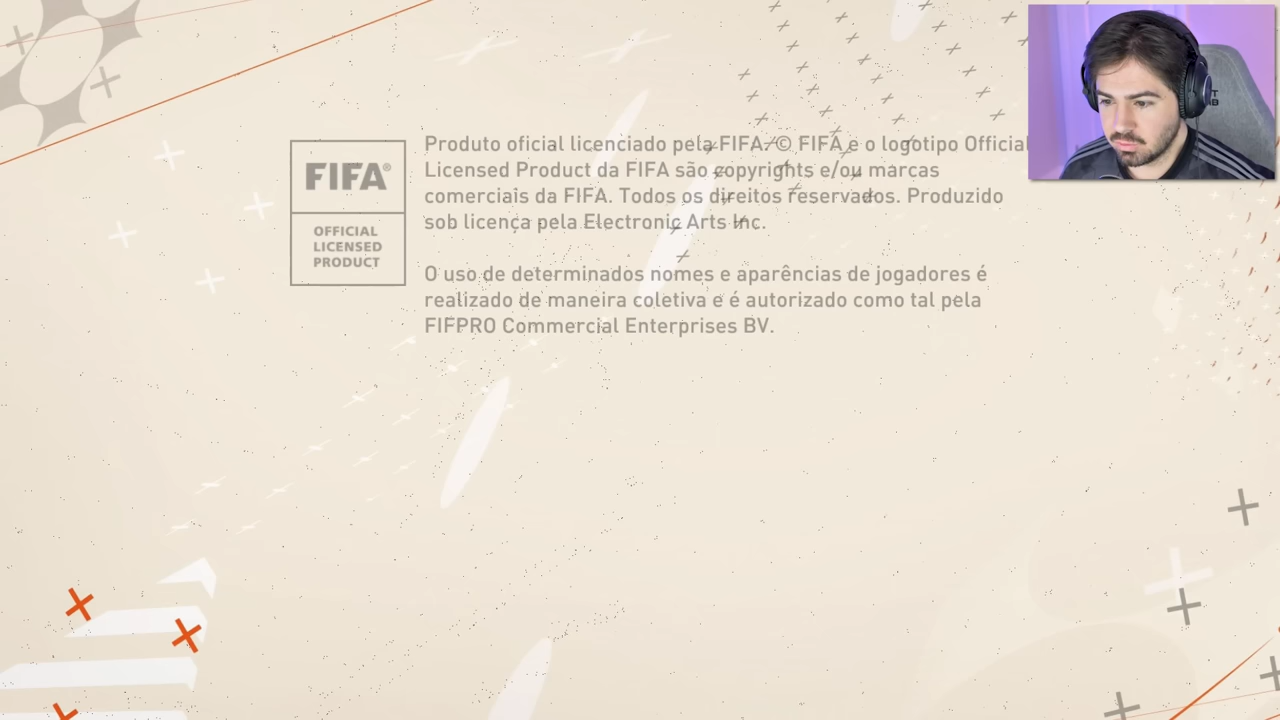 FIFA®
OFFICIAL
LICENSED
PRODUCT
Produto oficial licenciado pela FIFA. © FIFA e o logotipo Official
Licensed Product da FIFA são copyrights e/ou marcas
comerciais da FIFA. Todos os direitos reservados. Produzido
sob licença pela Electronic Arts Inc.
O uso de determinados nomes e aparências de jogadores é
realizado de maneira coletiva e é autorizado como tal pela
FIFPRO Commercial Enterprises BV.